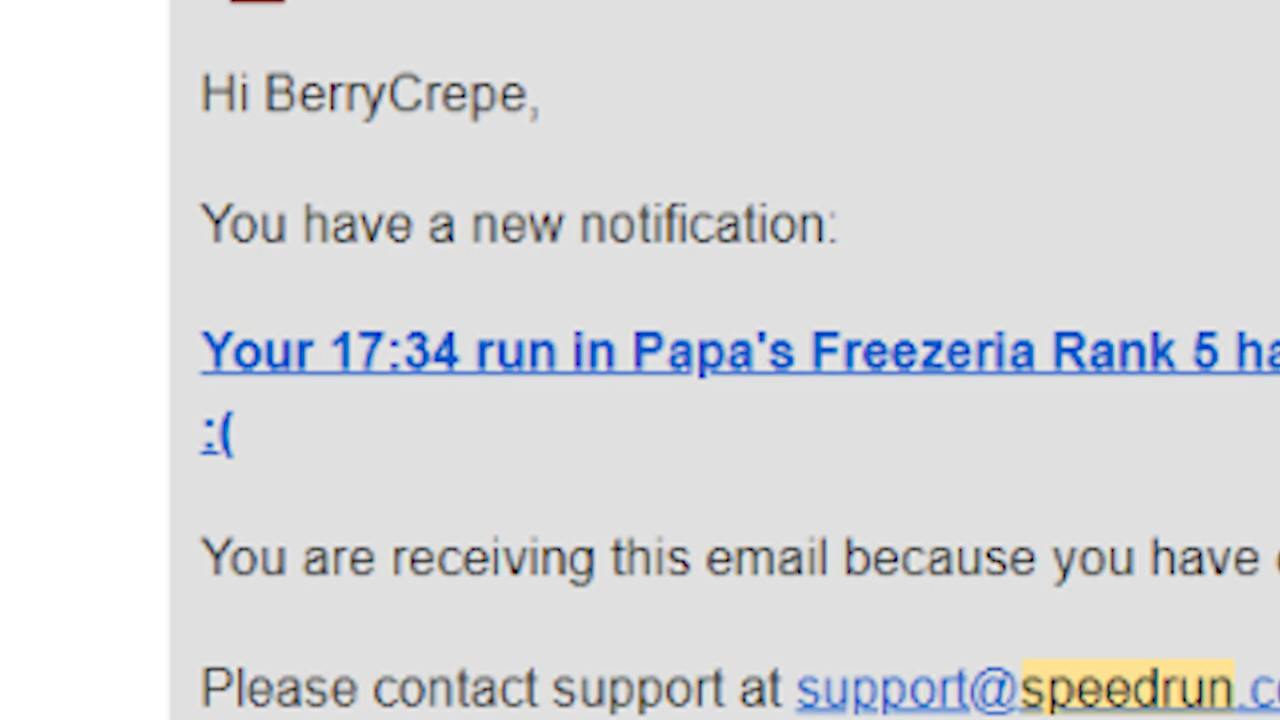 Hi BerryCrepe,
You have a new notification:
Your 17:34 run in Papa's Freezeria Rank 5 ha
:(
You are receiving this email because you have
Please contact support at support@speedrun.c